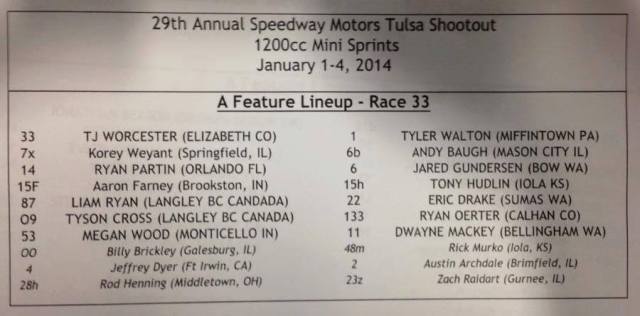 29th Annual Speedway Motors Tulsa Shootout
1200cc Mini Sprints
January 1-4, 2014
A Feature Lineup - Race 33
33 TJ WORCESTER (ELIZABETH CO) 1 TYLER WALTON (MIFFINTOWN PA)
7x Korey Weyant (Springfield, IL) 6b ANDY BAUGH (MASON CITY IL)
14 RYAN PARTIN (ORLANDO FL) 6 JARED GUNDERSEN (BOW WA)
15F Aaron Farney (Brookston, IN) 15h TONY HUDLIN (IOLA KS)
87 LIAM RYAN (LANGLEY BC CANDADA) 22 ERIC DRAKE (SUMAS WA)
O9 TYSON CROSS (LANGLEY BC CANADA) 133 RYAN OERTER (CALHAN CO)
53 MEGAN WOOD (MONTICELLO IN) 11 DWAYNE MACKEY (BELLINGHAM WA)
OO Billy Brickley (Galesburg, IL) 48m Rick Murko (Iola, KS)
4 Jeffrey Dyer (Ft Irwin, CA) 2 Austin Archdale (Brimfield, IL)
28h Rod Henning (Middletown, OH) 23z Zach Raidart (Gurnee, IL)